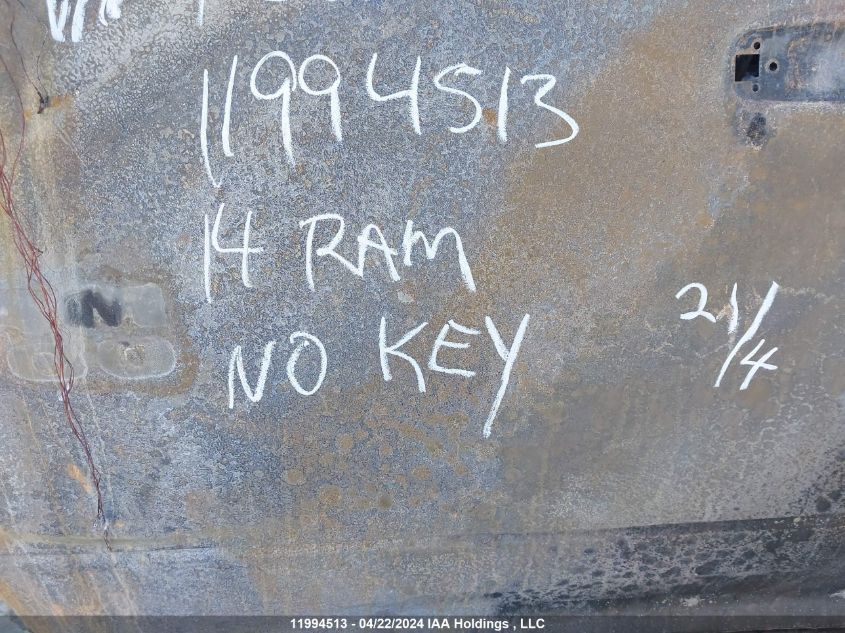 11994513
14 RAM
NO KEY
21/4
N
11994513 - 04/22/2024 IAA Holdings , LLC